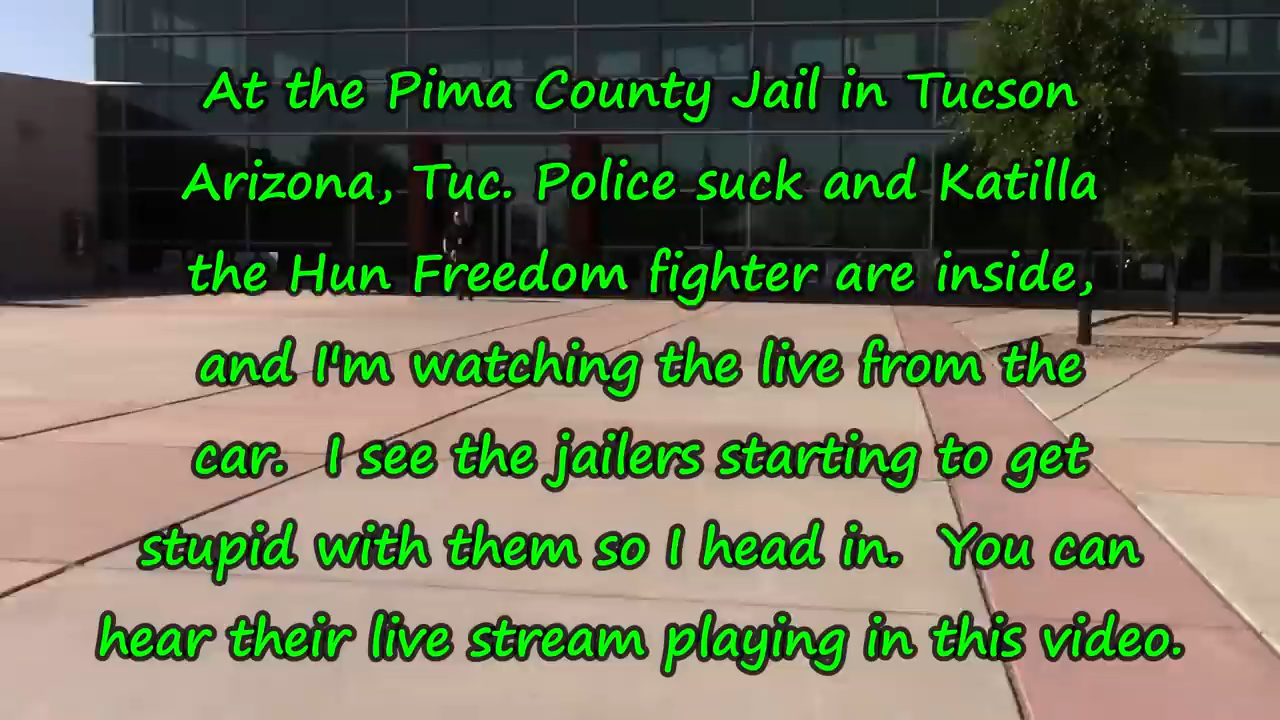 At the Pima County Jail in Tucson
Arizona, Tuc. Police suck and Katilla
the Hun Freedom fighter are inside,
and I'm watching the live from the
car.  I see the jailers starting to get
stupid with them so I head in.  You can
hear their live stream playing in this video.